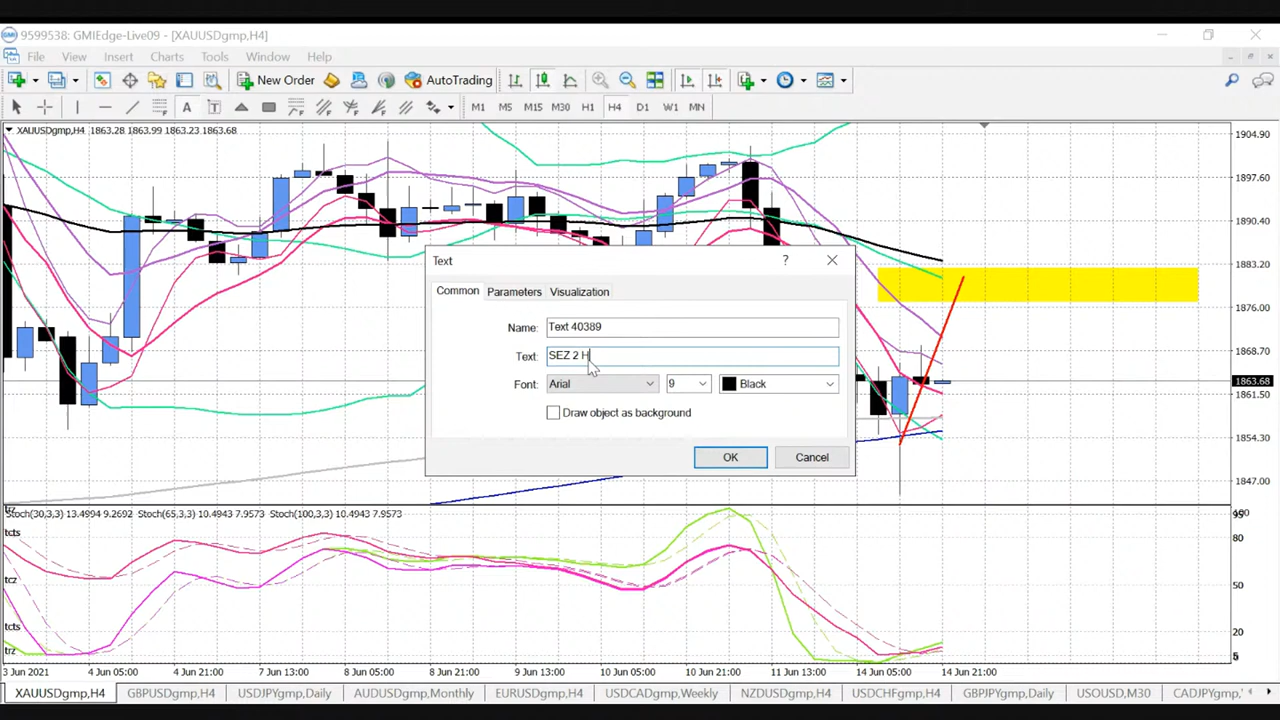 9599538: GMIEdge-Live09 - [XAUUSDgmp,H4]
File View Insert Charts Tools Window Help
New Order AutoTrading
A T M1 M5 M15 M30 H1 H4 D1 W1 MN
XAUUSDgmp,H4 1863.28 1863.99 1863.23 1863.68
1904.90
1897.60
1890.40
1883.20
1876.00
1868.70
1863.68
1861.50
1854.30
1847.00
Text ?
Common Parameters Visualization
Name: Text 40389
Text: SEZ 2 H
Font: Arial 9 Black
Draw object as background
OK Cancel
Stoch(30,3,3) 13.4994 9.2692 Stoch(65,3,3) 10.4943 7.9573 Stoch(100,3,3) 10.4943 7.9573
tcts
80
tcz
50
tcts
20
trz
3 Jun 2021 4 Jun 05:00 4 Jun 21:00 7 Jun 13:00 8 Jun 05:00 8 Jun 21:00 9 Jun 13:00 10 Jun 05:00 10 Jun 21:00 11 Jun 13:00 14 Jun 05:00 14 Jun 21:00
XAUUSDgmp,H4 GBPUSDgmp,H4 USDJPYgmp,Daily AUDUSDgmp,Monthly EURUSDgmp,H4 USDCADgmp,Weekly NZDUSDgmp,H4 USDCHFgmp,H4 GBPJPYgmp,Daily USOUSD,M30 CADJPYgmp,